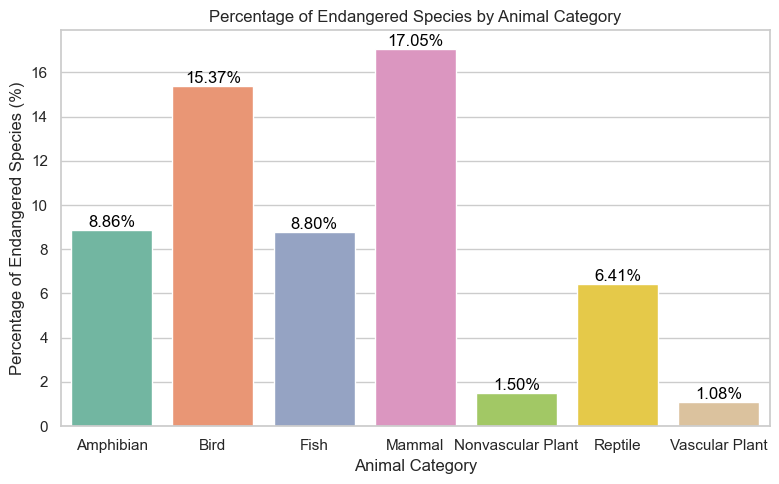 Percentage of Endangered Species by Animal Category
Percentage of Endangered Species (%)
16
14
12
10
8
6
4
2
0
8.86%
15.37%
8.80%
17.05%
1.50%
6.41%
1.08%
Amphibian
Bird
Fish
Mammal
Nonvascular Plant
Reptile
Vascular Plant
Animal Category